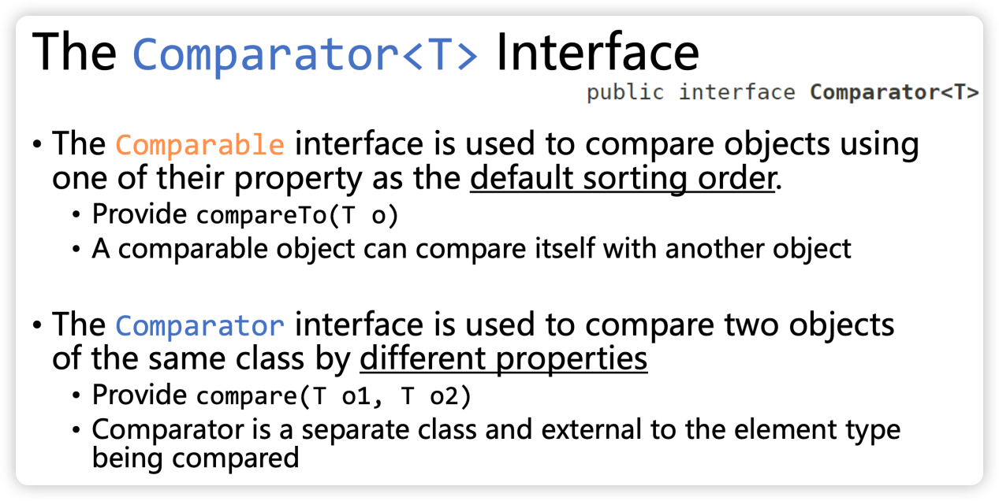 The Comparator<T> Interface
public interface Comparator<T>
• The Comparable interface is used to compare objects using
one of their property as the default sorting order.
• Provide compareTo(T o)
• A comparable object can compare itself with another object
• The Comparator interface is used to compare two objects
of the same class by different properties
• Provide compare(T o1, T o2)
• Comparator is a separate class and external to the element type
being compared